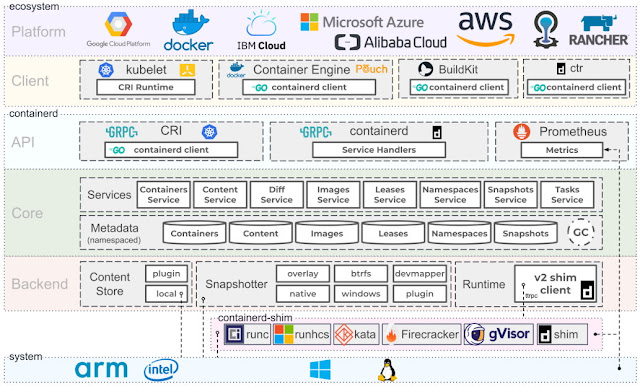 ecosystem
Platform
Google Cloud Platform
docker
IBM Cloud
Microsoft Azure
Alibaba Cloud
aws
RANCHER
Client
kubelet
CRI Runtime
docker
Container Engine
Pouch
GO containerd client
BuildKit
GO containerd client
ctr
GO containerd client
containerd
API
GRPC
CRI
GO containerd client
GRPC
containerd
Service Handlers
Prometheus
Metrics
Core
Services
Containers Service
Content Service
Diff Service
Images Service
Leases Service
Namespaces Service
Snapshots Service
Tasks Service
Metadata
(namespaced)
Containers
Content
Images
Leases
Namespaces
Snapshots
GC
Backend
Content Store
plugin
local
Snapshotter
overlay
btrfs
devmapper
native
windows
plugin
Runtime
v2 shim client
ttrpc
containerd-shim
runc
runhcs
kata
Firecracker
gVisor
shim
system
arm
intel